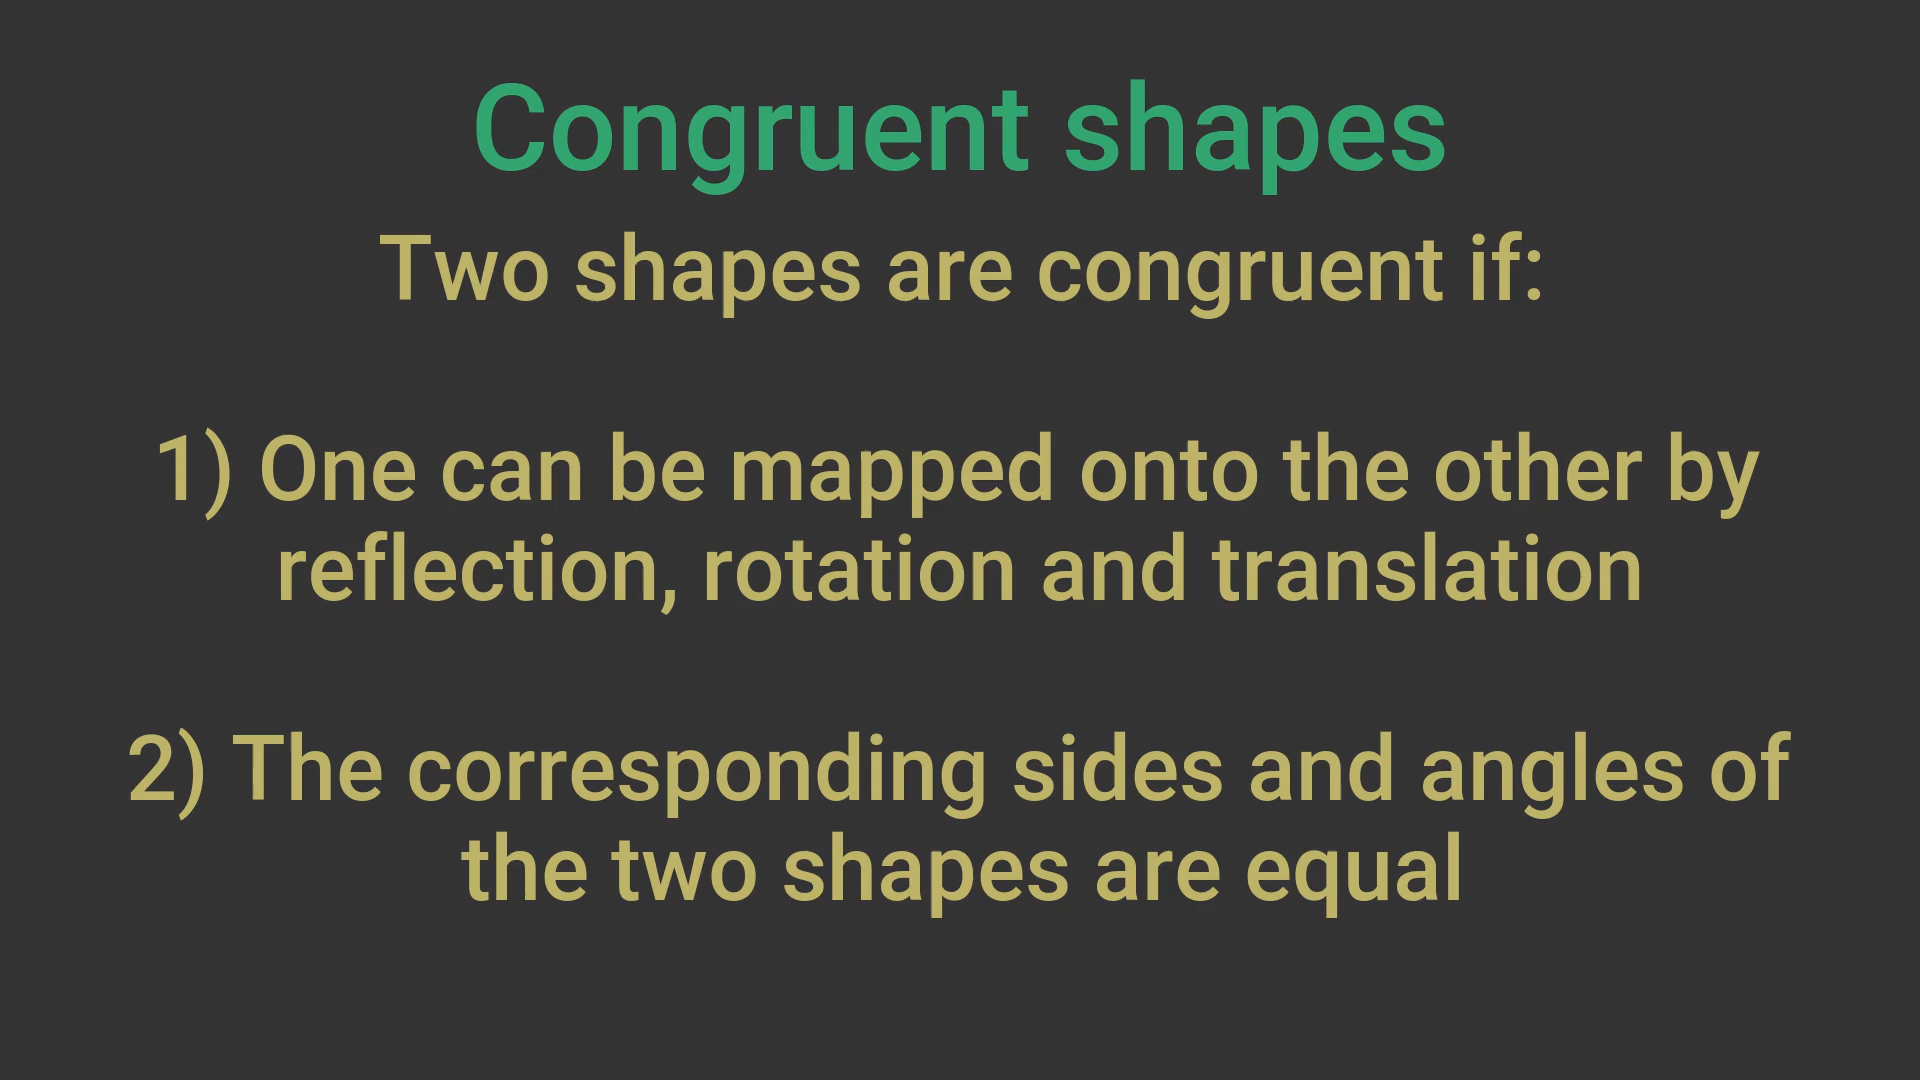 Congruent shapes
Two shapes are congruent if:
1) One can be mapped onto the other by
reflection, rotation and translation
2) The corresponding sides and angles of
the two shapes are equal